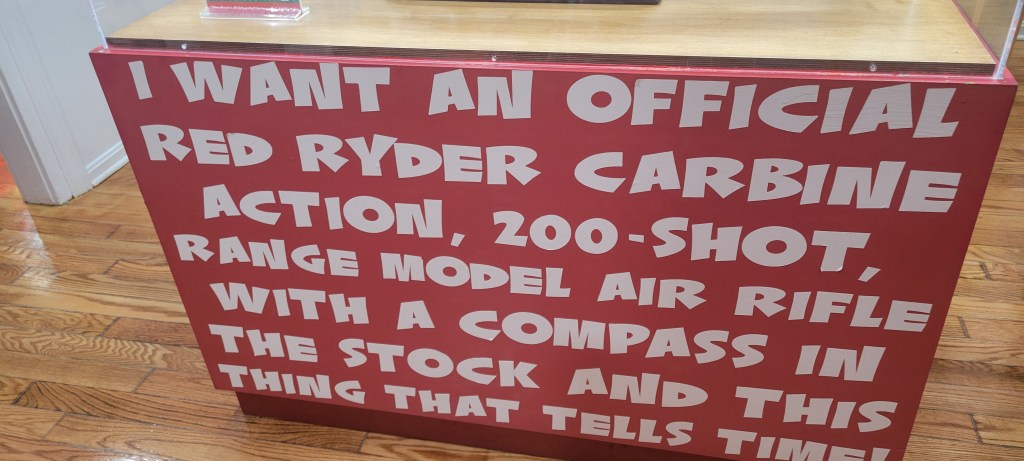 I WANT AN OFFICIAL
RED RYDER CARBINE
ACTION, 200-SHOT,
RANGE MODEL AIR RIFLE
WITH A COMPASS IN
THE STOCK AND THIS
THING THAT TELLS TIME!